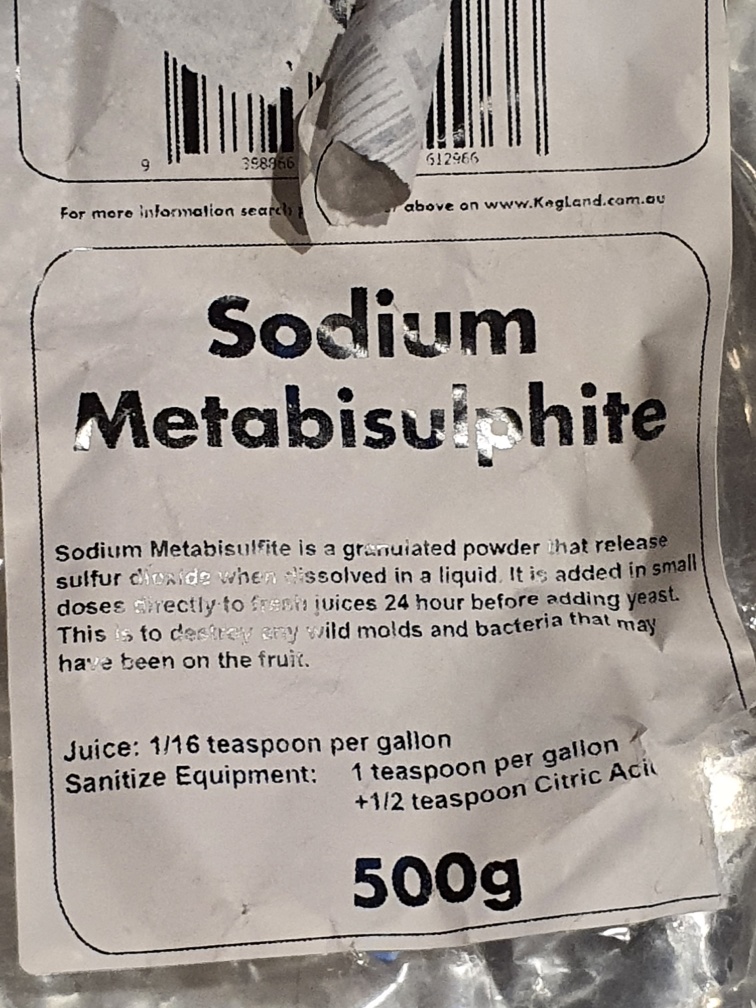 9 398866 612966
For more information search above on www.KegLand.com.au
Sodium
Metabisulphite
Sodium Metabisulfite is a granulated powder that release
sulfur dioxide when dissolved in a liquid. It is added in small
doses directly to fresh juices 24 hour before adding yeast.
This is to destroy any wild molds and bacteria that may
have been on the fruit.
Juice: 1/16 teaspoon per gallon
Sanitize Equipment: 1 teaspoon per gallon
+1/2 teaspoon Citric Acid
500g